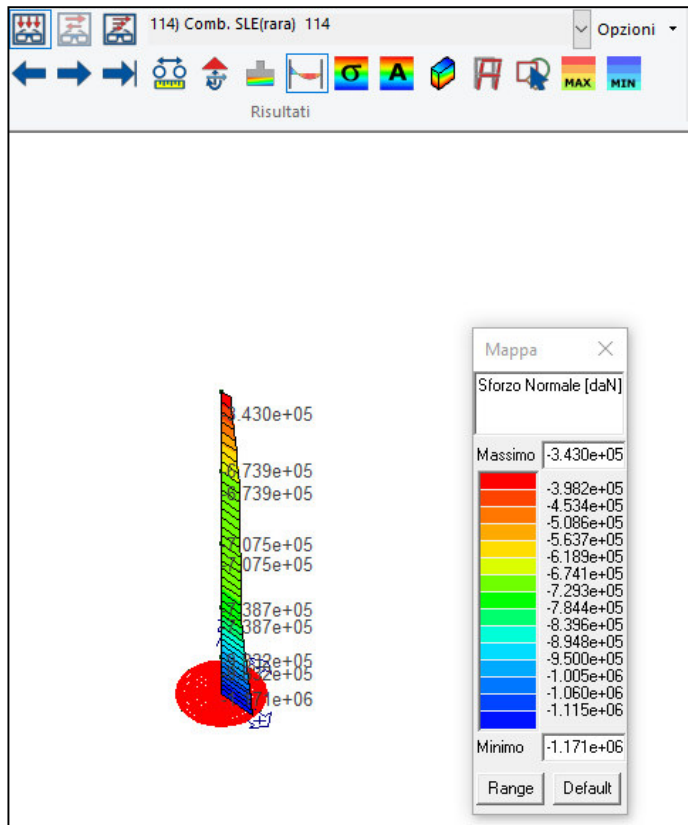 114) Comb. SLE(rara) 114
Opzioni
σ
A
MAX
MIN
Risultati
Mappa
Sforzo Normale [daN]
Massimo
-3.430e+05
-3.982e+05
-4.534e+05
-5.086e+05
-5.637e+05
-6.189e+05
-6.741e+05
-7.293e+05
-7.844e+05
-8.396e+05
-8.948e+05
-9.500e+05
-1.005e+06
-1.060e+06
-1.115e+06
Minimo
-1.171e+06
Range
Default
-3.430e+05
-6.739e+05
-6.739e+05
-7.075e+05
-7.075e+05
-7.387e+05
-7.387e+05